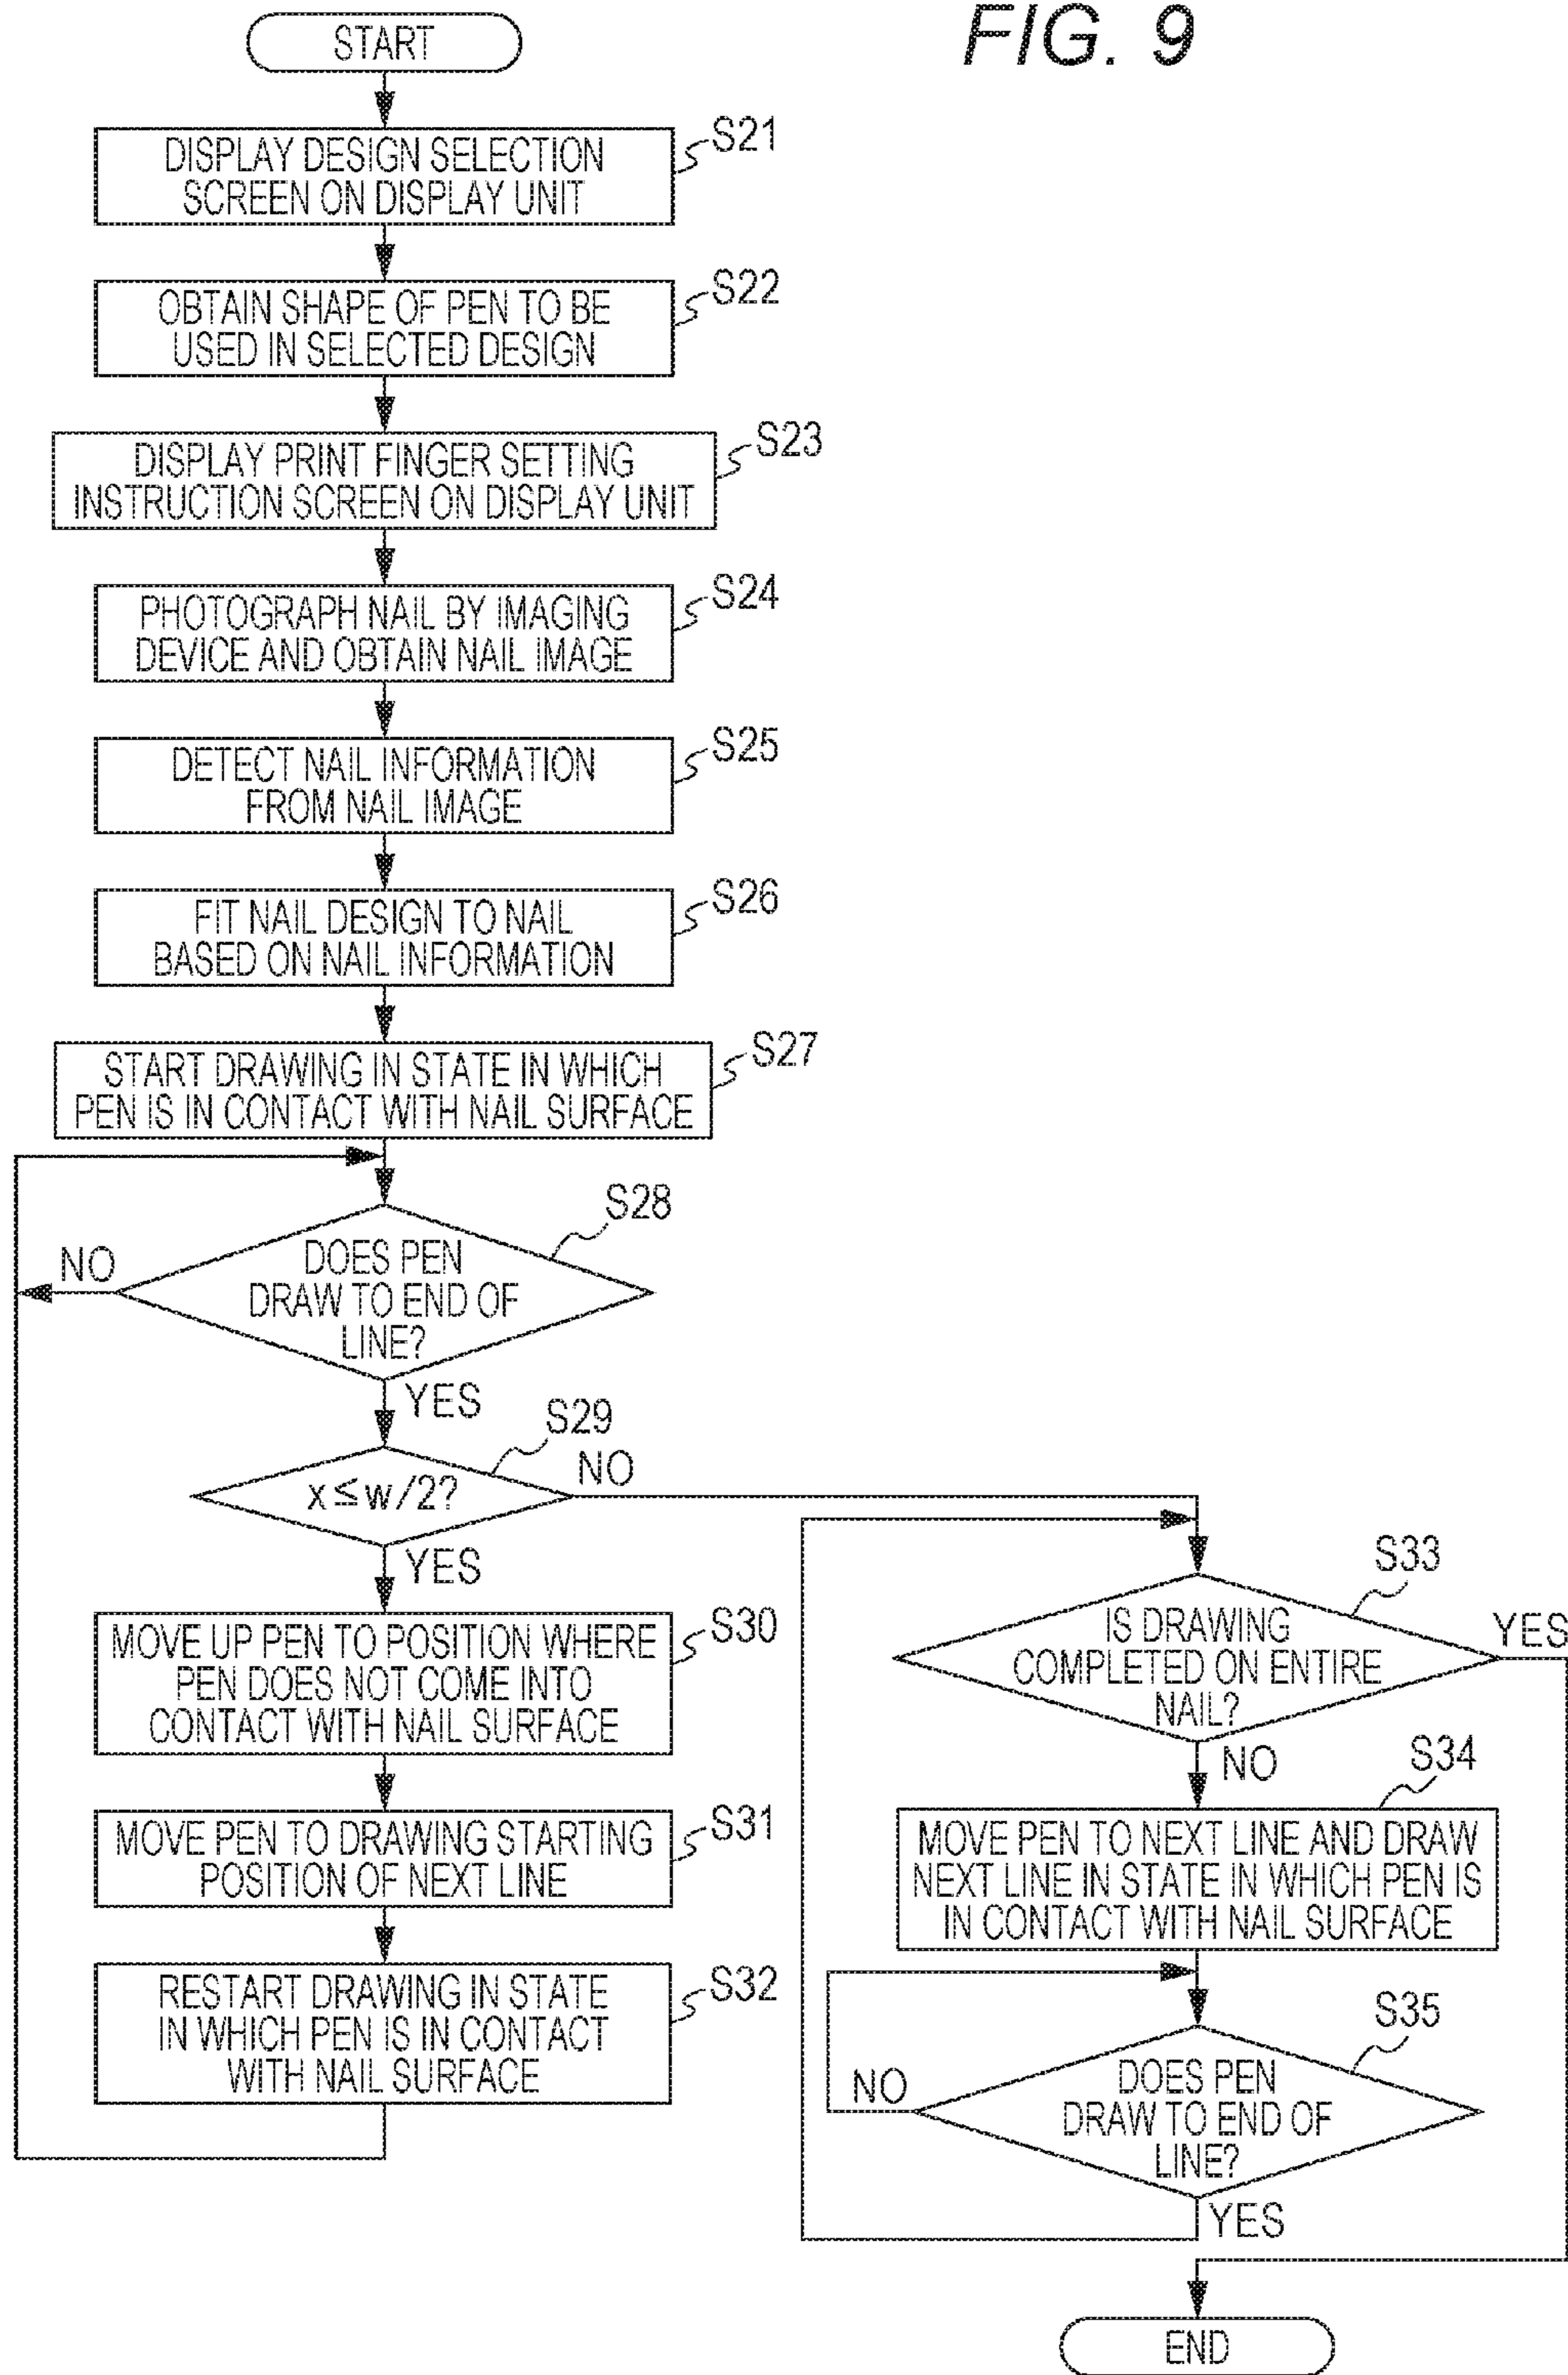 FIG. 9
START
S21
DISPLAY DESIGN SELECTION
SCREEN ON DISPLAY UNIT
S22
OBTAIN SHAPE OF PEN TO BE
USED IN SELECTED DESIGN
S23
DISPLAY PRINT FINGER SETTING
INSTRUCTION SCREEN ON DISPLAY UNIT
S24
PHOTOGRAPH NAIL BY IMAGING
DEVICE AND OBTAIN NAIL IMAGE
S25
DETECT NAIL INFORMATION
FROM NAIL IMAGE
S26
FIT NAIL DESIGN TO NAIL
BASED ON NAIL INFORMATION
S27
START DRAWING IN STATE IN WHICH
PEN IS IN CONTACT WITH NAIL SURFACE
S28
NO
DOES PEN
DRAW TO END OF
LINE?
YES
S29
NO
x≤w/2?
YES
S30
MOVE UP PEN TO POSITION WHERE
PEN DOES NOT COME INTO
CONTACT WITH NAIL SURFACE
S31
MOVE PEN TO DRAWING STARTING
POSITION OF NEXT LINE
S32
RESTART DRAWING IN STATE
IN WHICH PEN IS IN CONTACT
WITH NAIL SURFACE
S33
IS DRAWING
COMPLETED ON ENTIRE
NAIL?
YES
NO
S34
MOVE PEN TO NEXT LINE AND DRAW
NEXT LINE IN STATE IN WHICH PEN IS
IN CONTACT WITH NAIL SURFACE
S35
NO
DOES PEN
DRAW TO END OF
LINE?
YES
END